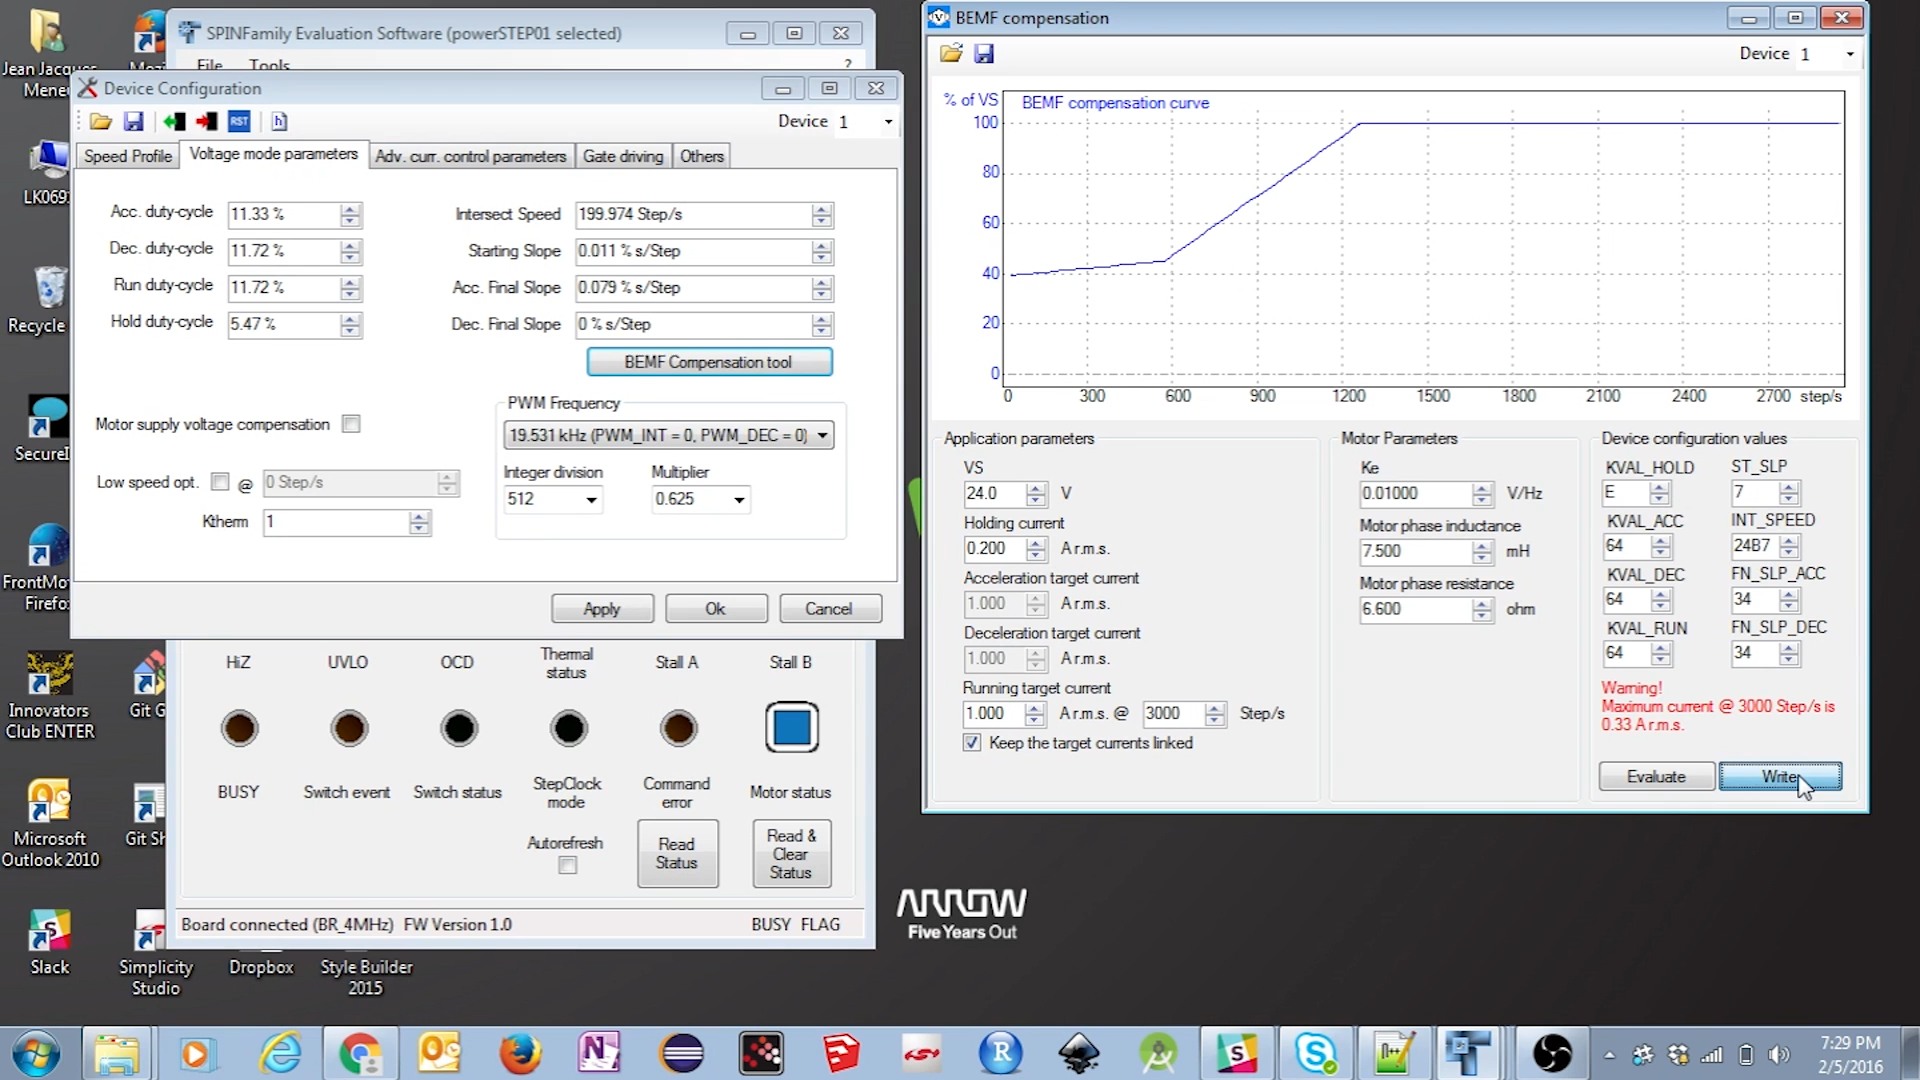 Jean Jacques
Mene
LK069
Recycle
SecureI
FrontMo
Firefo
Innovators
Club ENTER
Git G
Microsoft
Outlook 2010
Git Sh
Slack
Simplicity
Studio
Dropbox
Style Builder
2015
SPINFamily Evaluation Software (powerSTEP01 selected)
File Tools ?
Device Configuration
RST h
Device 1
Speed Profile Voltage mode parameters Adv. curr. control parameters Gate driving Others
Acc. duty-cycle 11.33 %
Dec. duty-cycle 11.72 %
Run duty-cycle 11.72 %
Hold duty-cycle 5.47 %
Intersect Speed 199.974 Step/s
Starting Slope 0.011 % s/Step
Acc. Final Slope 0.079 % s/Step
Dec. Final Slope 0 % s/Step
BEMF Compensation tool
Motor supply voltage compensation
Low speed opt. @ 0 Step/s
Ktherm 1
PWM Frequency
19.531 kHz (PWM_INT = 0, PWM_DEC = 0)
Integer division Multiplier
512 0.625
Apply Ok Cancel
HiZ UVLO OCD Thermal status Stall A Stall B
BUSY Switch event Switch status StepClock mode Command error Motor status
Autorefresh
Read Status
Read & Clear Status
Board connected (BR_4MHz) FW Version 1.0 BUSY FLAG
BEMF compensation
Device 1
% of VS BEMF compensation curve
100
80
60
40
20
0
0 300 600 900 1200 1500 1800 2100 2400 2700 step/s
Application parameters
VS
24.0 V
Holding current
0.200 A r.m.s.
Acceleration target current
1.000 A r.m.s.
Deceleration target current
1.000 A r.m.s.
Running target current
1.000 A r.m.s. @ 3000 Step/s
Keep the target currents linked
Motor Parameters
Ke
0.01000 V/Hz
Motor phase inductance
7.500 mH
Motor phase resistance
6.600 ohm
Device configuration values
KVAL_HOLD ST_SLP
E 7
KVAL_ACC INT_SPEED
64 24B7
KVAL_DEC FN_SLP_ACC
64 34
KVAL_RUN FN_SLP_DEC
64 34
Warning!
Maximum current @ 3000 Step/s is
0.33 A r.m.s.
Evaluate Write
ARROW
Five Years Out
7:29 PM
2/5/2016